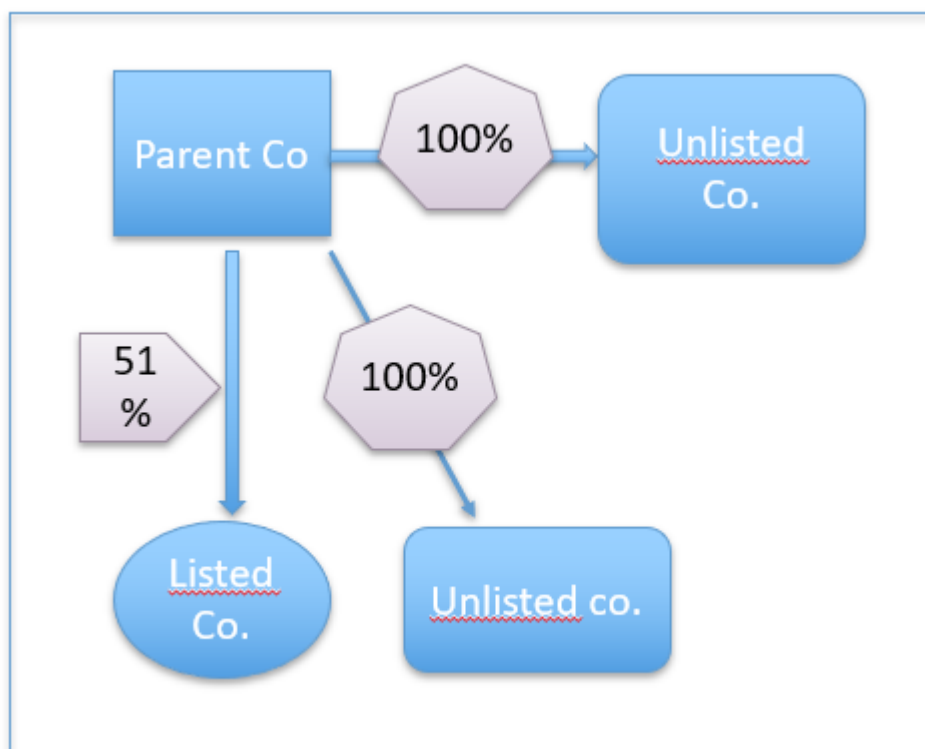 Parent Co
100%
Unlisted
Co.
51
%
100%
Listed
Co.
Unlisted co.